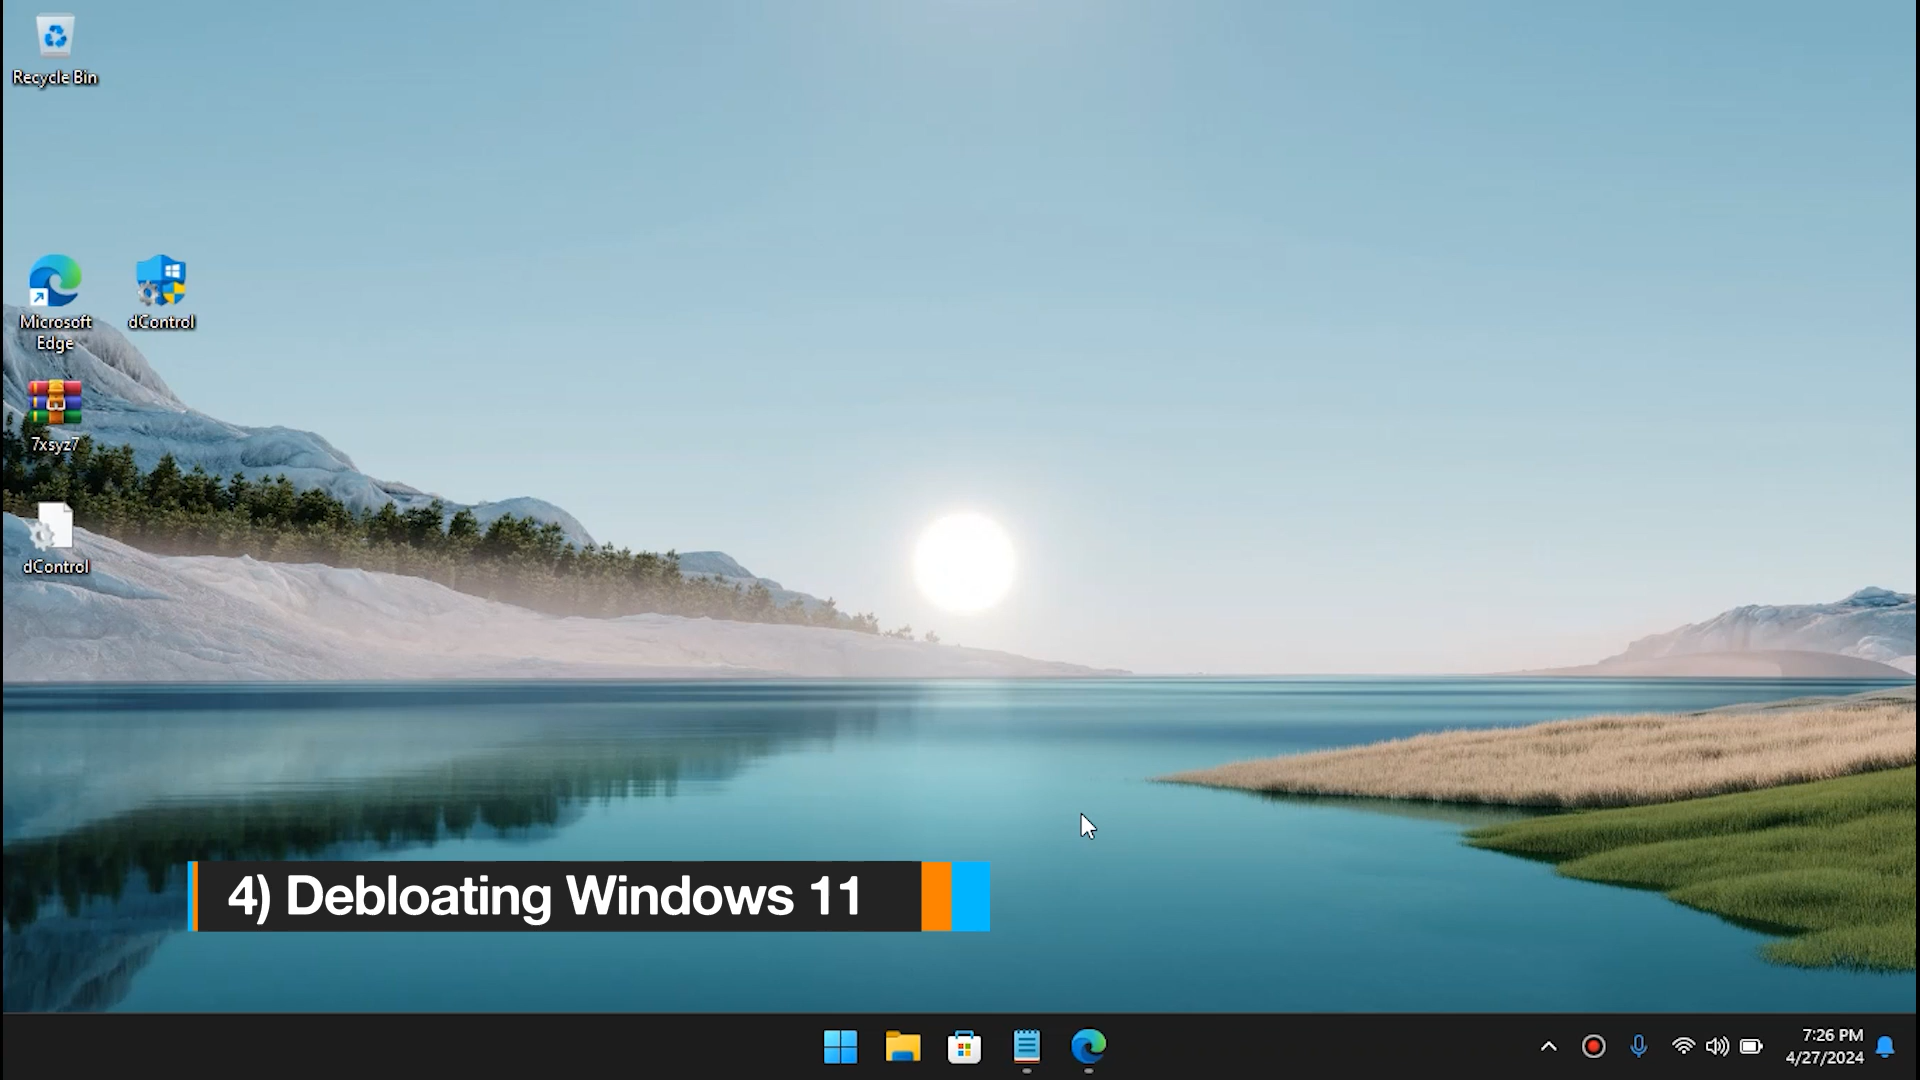 Recycle Bin
Microsoft
Edge
dControl
7xsyz7
dControl
4) Debloating Windows 11
7:26 PM
4/27/2024